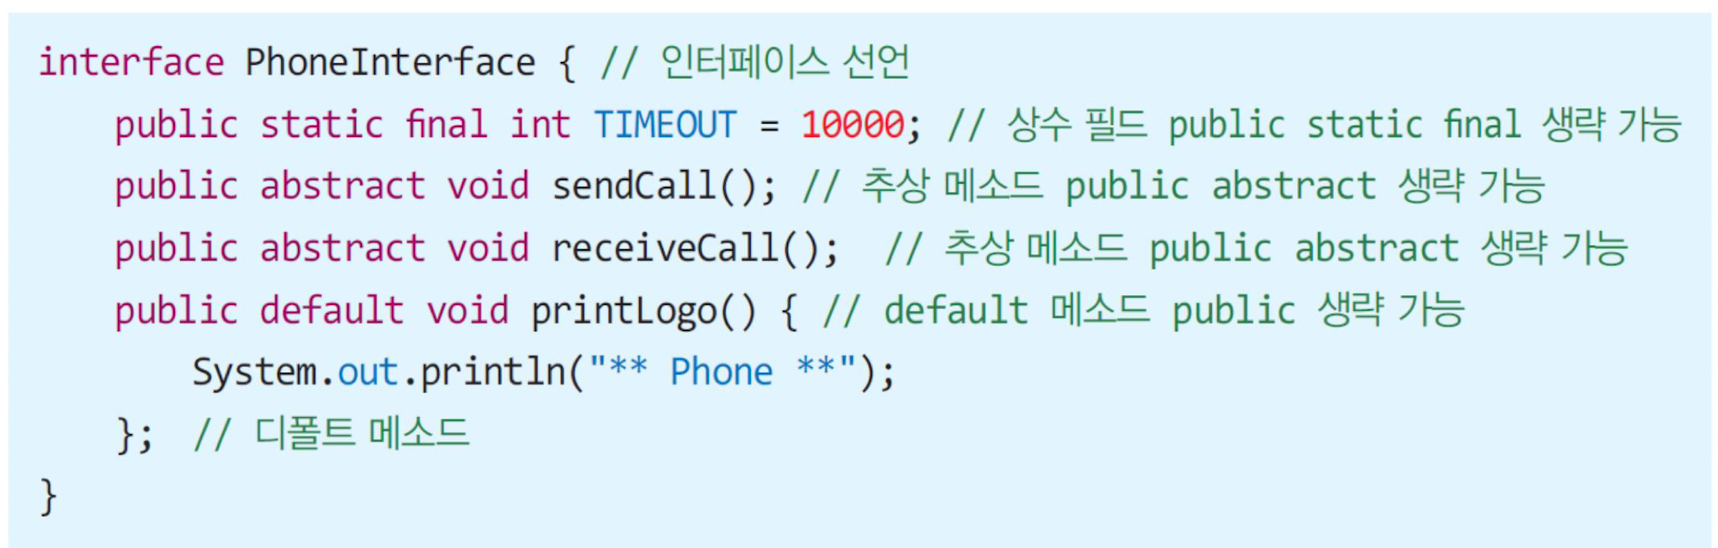 interface PhoneInterface { // 인터페이스 선언
public static final int TIMEOUT = 10000; // 상수 필드 public static final 생략 가능
public abstract void sendCall(); // 추상 메소드 public abstract 생략 가능
public abstract void receiveCall(); // 추상 메소드 public abstract 생략 가능
public default void printLogo() { // default 메소드 public 생략 가능
System.out.println("** Phone **");
}; // 디폴트 메소드
}